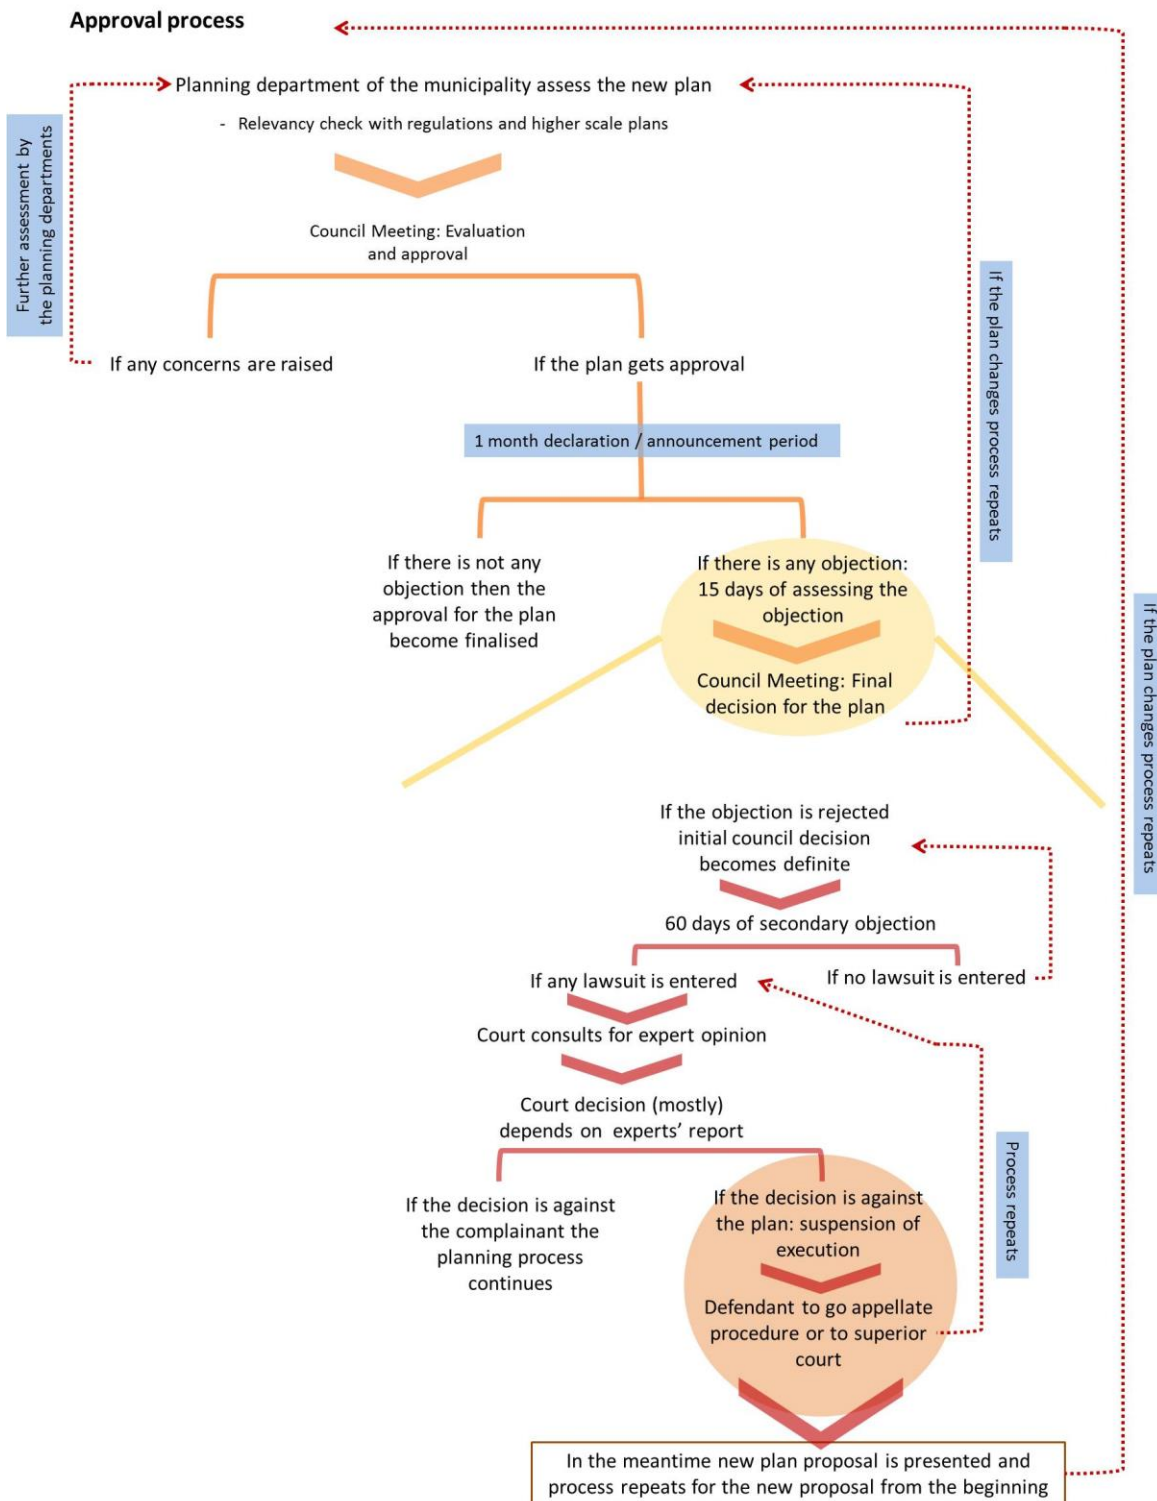 Approval process
Planning department of the municipality assess the new plan
- Relevancy check with regulations and higher scale plans
Further assessment by
the planning departments
Council Meeting: Evaluation
and approval
If the plan changes process repeats
If any concerns are raised
If the plan gets approval
1 month declaration / announcement period
If there is not any
objection then the
approval for the plan
become finalised
If there is any objection:
15 days of assessing the
objection
Council Meeting: Final
decision for the plan
If the plan changes process repeats
If the objection is rejected
initial council decision
becomes definite
60 days of secondary objection
If any lawsuit is entered
If no lawsuit is entered
Court consults for expert opinion
Court decision (mostly)
depends on experts’ report
Process repeats
If the decision is against
the complainant the
planning process
continues
If the decision is against
the plan: suspension of
execution
Defendant to go appellate
procedure or to superior
court
In the meantime new plan proposal is presented and
process repeats for the new proposal from the beginning